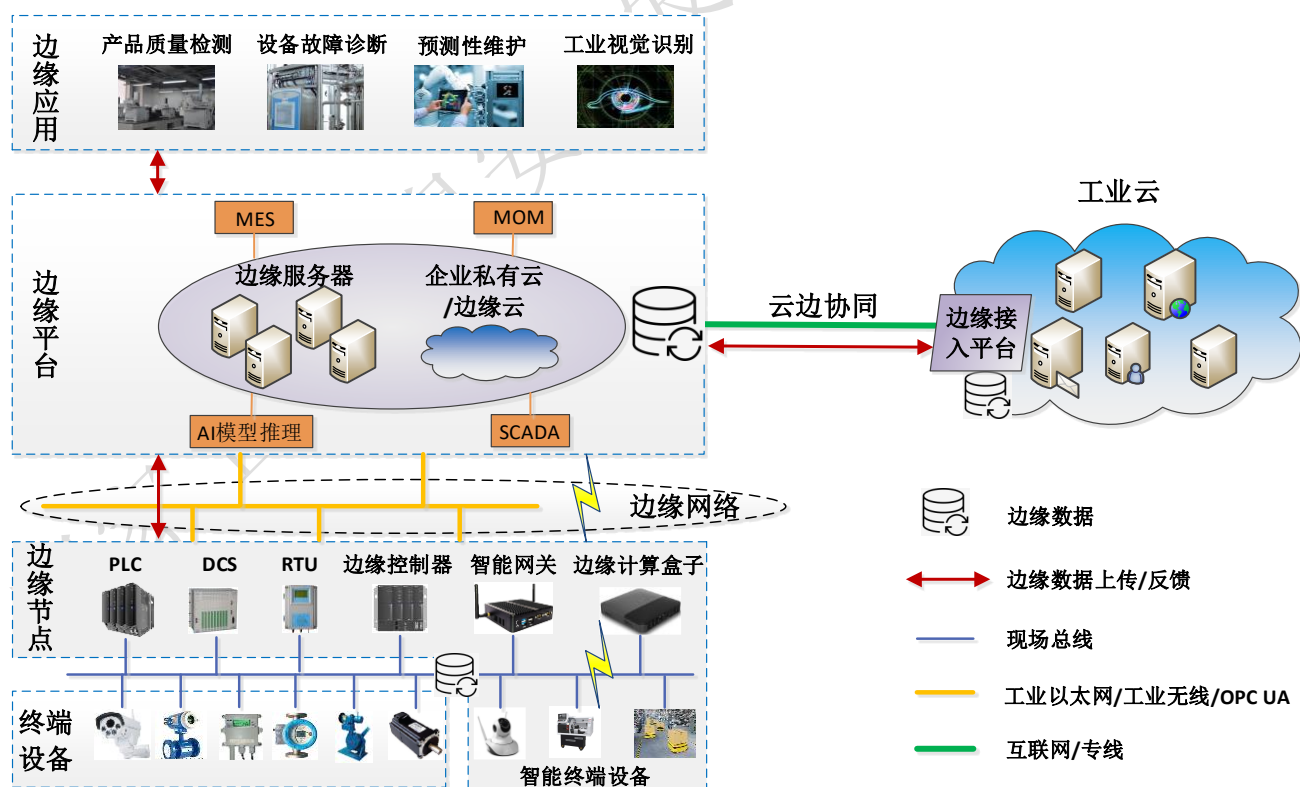 边缘应用
产品质量检测
设备故障诊断
预测性维护
工业视觉识别
边缘平台
MES
MOM
边缘服务器
企业私有云
/边缘云
AI模型推理
SCADA
云边协同
工业云
边缘接
入平台
边缘网络
边缘节点
PLC
DCS
RTU
边缘控制器
智能网关
边缘计算盒子
终端
设备
智能终端设备
边缘数据
边缘数据上传/反馈
现场总线
工业以太网/工业无线/OPC UA
互联网/专线